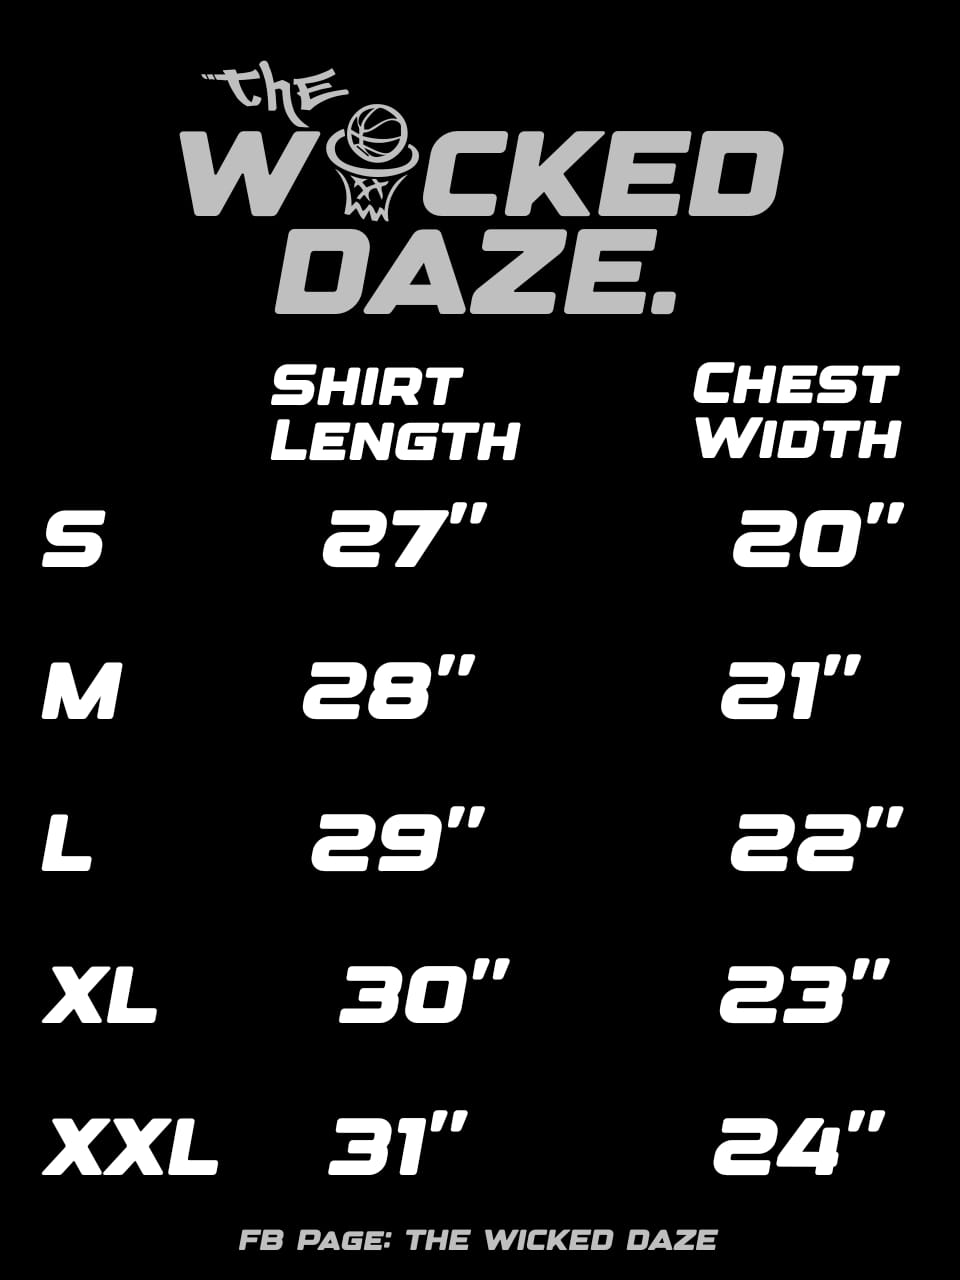 the
WICKED
DAZE.
SHIRT LENGTH CHEST WIDTH
S 27" 20"
M 28" 21"
L 29" 22"
XL 30" 23"
XXL 31" 24"
FB PAGE: THE WICKED DAZE